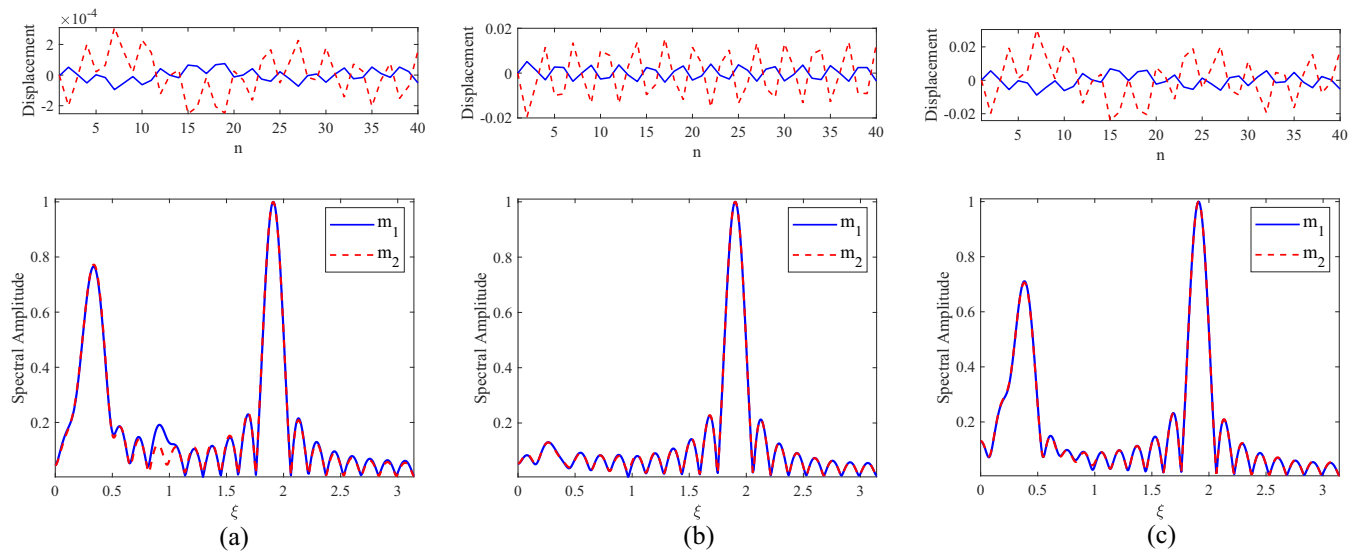 ×10⁻⁴
Displacement
2
0
-2
5 10 15 20 25 30 35 40
n
Spectral Amplitude
1
0.8
0.6
0.4
0.2
m₁
m₂
0 0.5 1 1.5 2 2.5 3
ξ
(a)
Displacement
0.02
0
-0.02
5 10 15 20 25 30 35 40
n
Spectral Amplitude
1
0.8
0.6
0.4
0.2
m₁
m₂
0 0.5 1 1.5 2 2.5 3
ξ
(b)
Displacement
0.02
0
-0.02
5 10 15 20 25 30 35 40
n
Spectral Amplitude
1
0.8
0.6
0.4
0.2
m₁
m₂
0 0.5 1 1.5 2 2.5 3
ξ
(c)